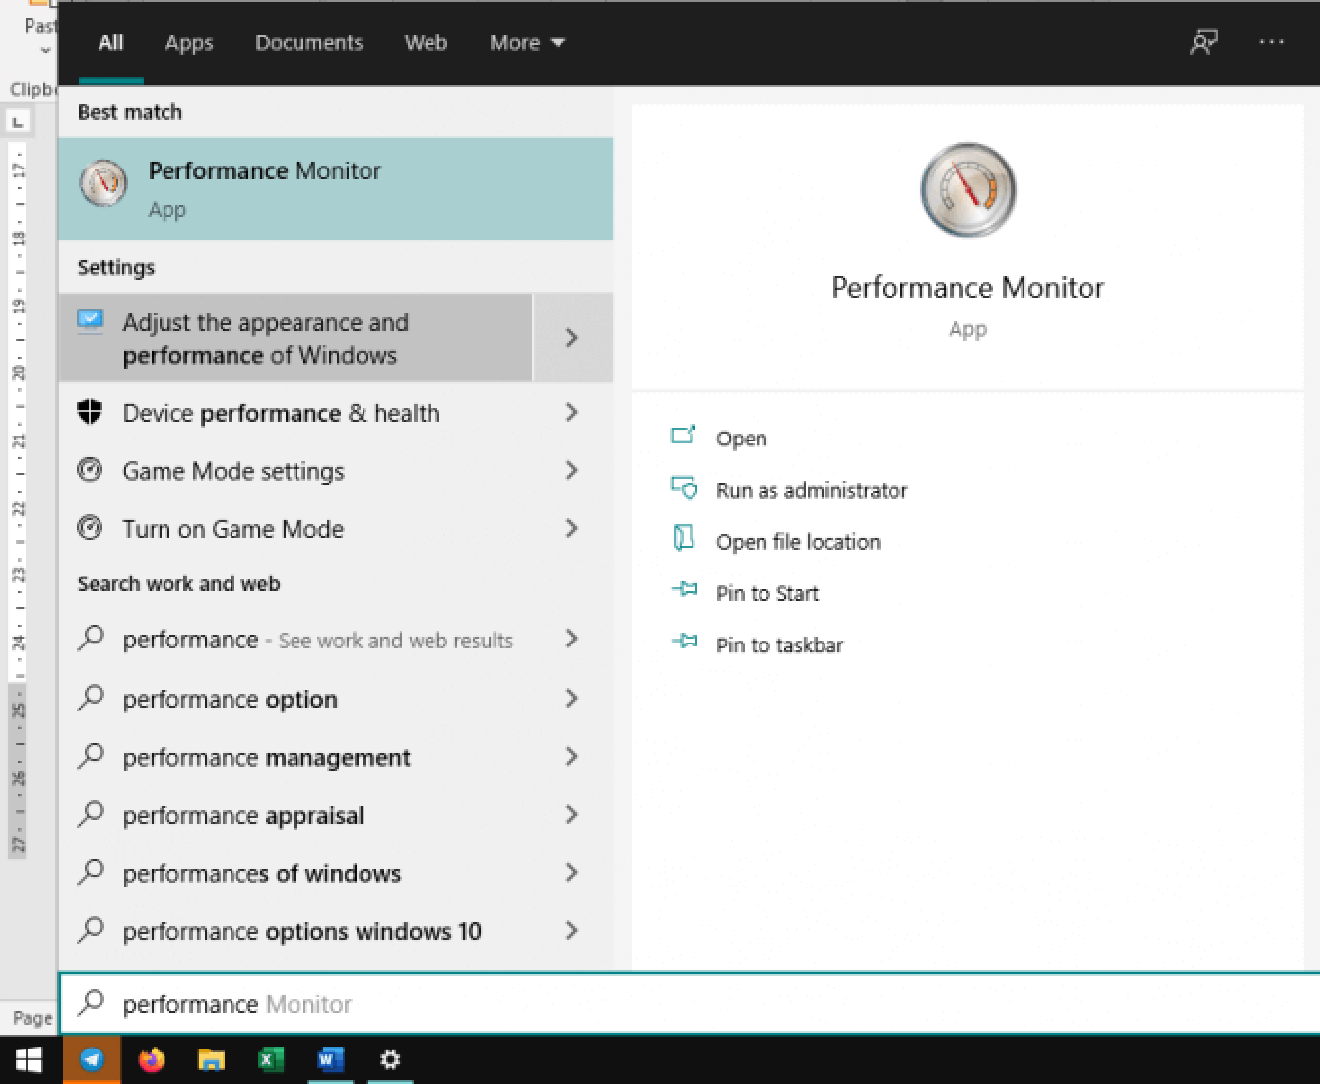 Past
All Apps Documents Web More
Clipb
Best match
Performance Monitor
App
Settings
Adjust the appearance and
performance of Windows
Device performance & health
Game Mode settings
Turn on Game Mode
Search work and web
performance - See work and web results
performance option
performance management
performance appraisal
performances of windows
performance options windows 10
Performance Monitor
App
Open
Run as administrator
Open file location
Pin to Start
Pin to taskbar
17
18
19
20
21
22
23
24
25
26
27
performance Monitor
Page